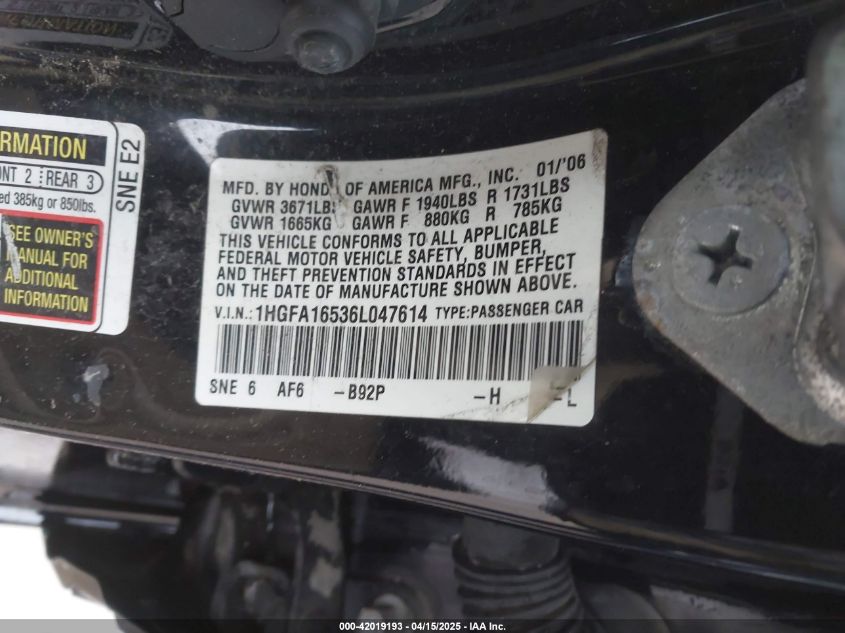 RMATION
NT 2 REAR 3
ed 385kg or 850lbs.
SEE OWNER'S
MANUAL FOR
ADDITIONAL
INFORMATION
SNE E2
MFD. BY HOND OF AMERICA MFG., INC. 01/'06
GVWR 3671LB GAWR F 1940LBS R 1731LBS
GVWR 1665KG GAWR F 880KG R 785KG
THIS VEHICLE CONFORMS TO ALL APPLICABLE
FEDERAL MOTOR VEHICLE SAFETY, BUMPER,
AND THEFT PREVENTION STANDARDS IN EFFECT
ON THE DATE OF MANUFACTURE SHOWN ABOVE.
V.I.N.: 1HGFA16536L047614 TYPE:PASSENGER CAR
SNE 6 AF6 -B92P -H -L
000-42019193 - 04/15/2025 - IAA Inc.